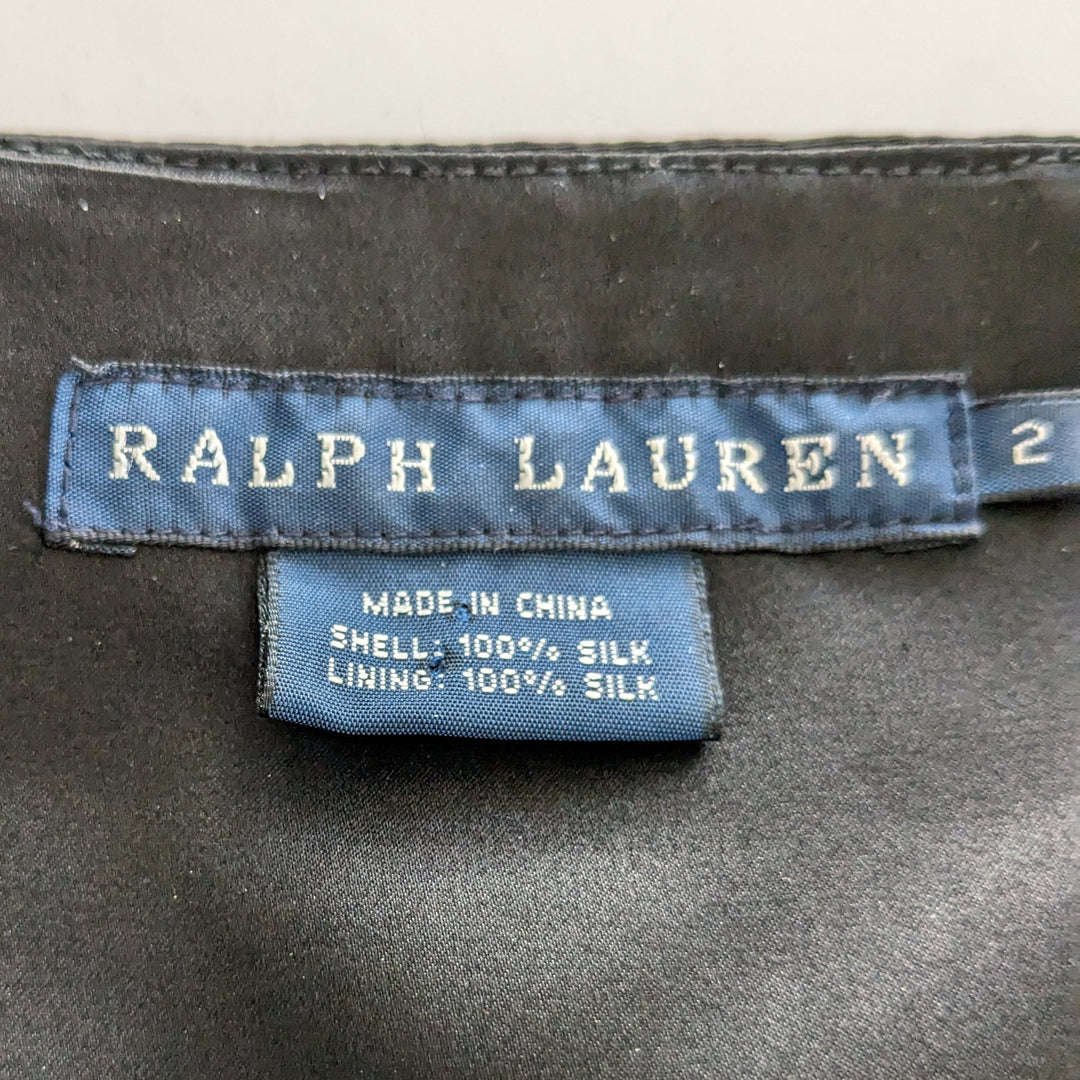 RALPH LAUREN
2
MADE IN CHINA
SHELL: 100% SILK
LINING: 100% SILK